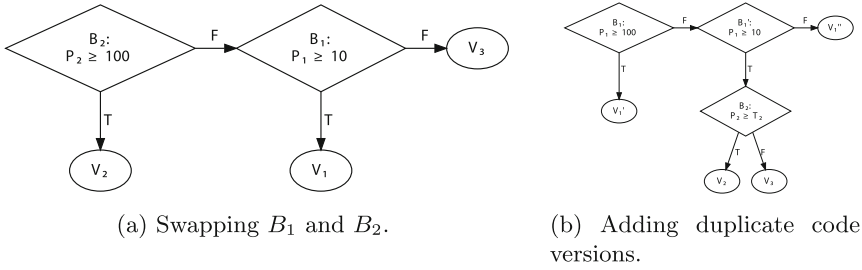 B₂:
P₂ ≥ 100
F
B₁:
P₁ ≥ 10
F
V₃
T
T
V₂
V₁
(a) Swapping B₁ and B₂.
B₁:
P₁ ≥ 100
F
B₁':
P₁ ≥ 10
F
V₁''
T
T
V₁'
B₂:
P₂ ≥ T₂
T
F
V₂
V₃
(b) Adding duplicate code
versions.